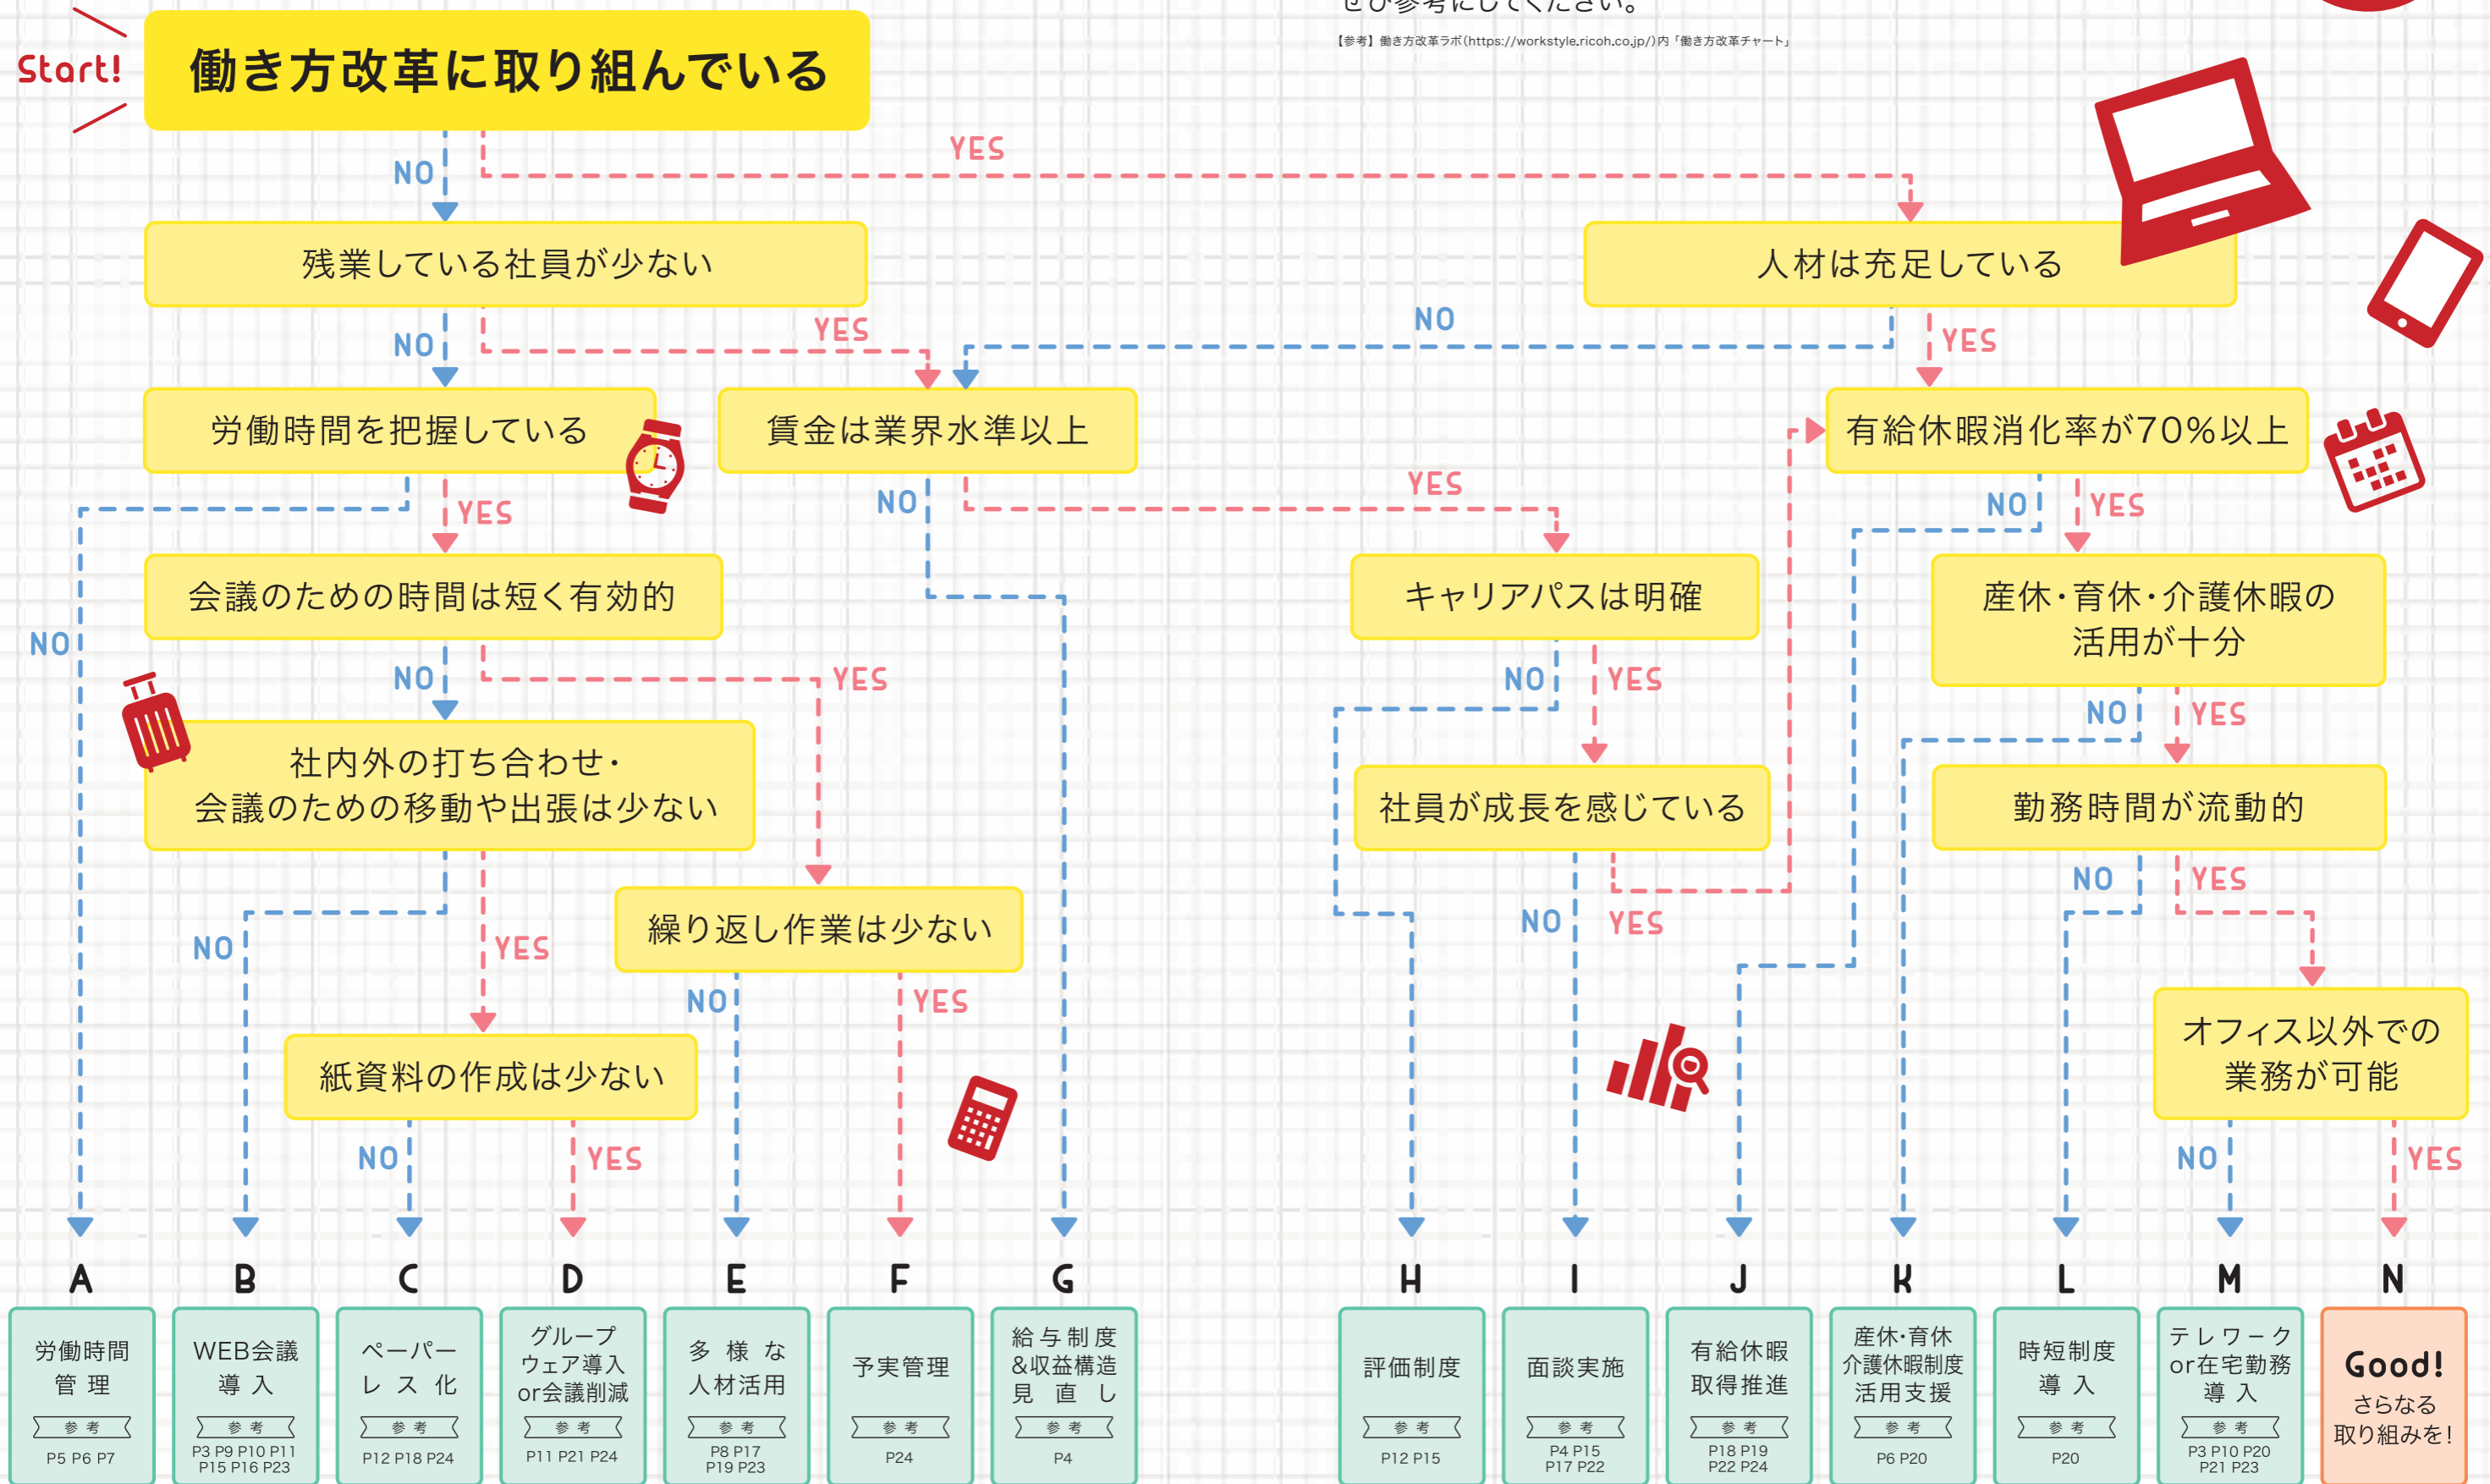 ぜひ参考にしてください。
【参考】働き方改革ラボ(https://workstyle.ricoh.co.jp/)内「働き方改革チャート」
Start!
働き方改革に取り組んでいる
NO
YES
残業している社員が少ない
人材は充足している
NO
YES
NO
YES
労働時間を把握している
賃金は業界水準以上
有給休暇消化率が70%以上
NO
YES
NO
YES
NO
YES
会議のための時間は短く有効的
キャリアパスは明確
産休・育休・介護休暇の
活用が十分
NO
YES
NO
YES
NO
YES
社内外の打ち合わせ・
会議のための移動や出張は少ない
社員が成長を感じている
勤務時間が流動的
NO
YES
NO
YES
NO
YES
繰り返し作業は少ない
NO
YES
オフィス以外での
業務が可能
紙資料の作成は少ない
NO
YES
NO
YES
A
B
C
D
E
F
G
H
I
J
K
L
M
N
労働時間
管理
参考
P5 P6 P7
WEB会議
導入
参考
P3 P9 P10 P11
P15 P16 P23
ペーパー
レス化
参考
P12 P18 P24
グループ
ウェア導入
or会議削減
参考
P11 P21 P24
多様な
人材活用
参考
P8 P17
P19 P23
予実管理
参考
P24
給与制度
&収益構造
見直し
参考
P4
評価制度
参考
P12 P15
面談実施
参考
P4 P15
P17 P22
有給休暇
取得推進
参考
P18 P19
P22 P24
産休・育休
介護休暇制度
活用支援
参考
P6 P20
時短制度
導入
参考
P20
テレワーク
or在宅勤務
導入
参考
P3 P10 P20
P21 P23
Good!
さらなる
取り組みを!